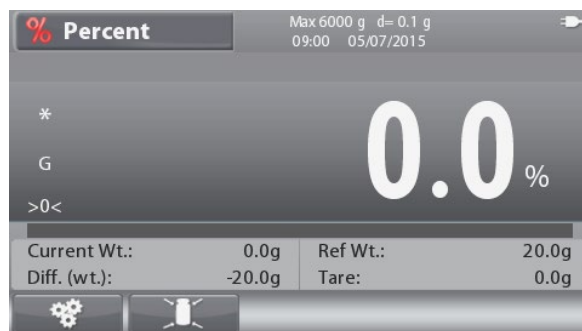 % Percent
Max 6000 g d= 0.1 g
09:00 05/07/2015
*
G
>0<
0.0 %
Current Wt.: 0.0g Ref Wt.: 20.0g
Diff. (wt.): -20.0g Tare: 0.0g